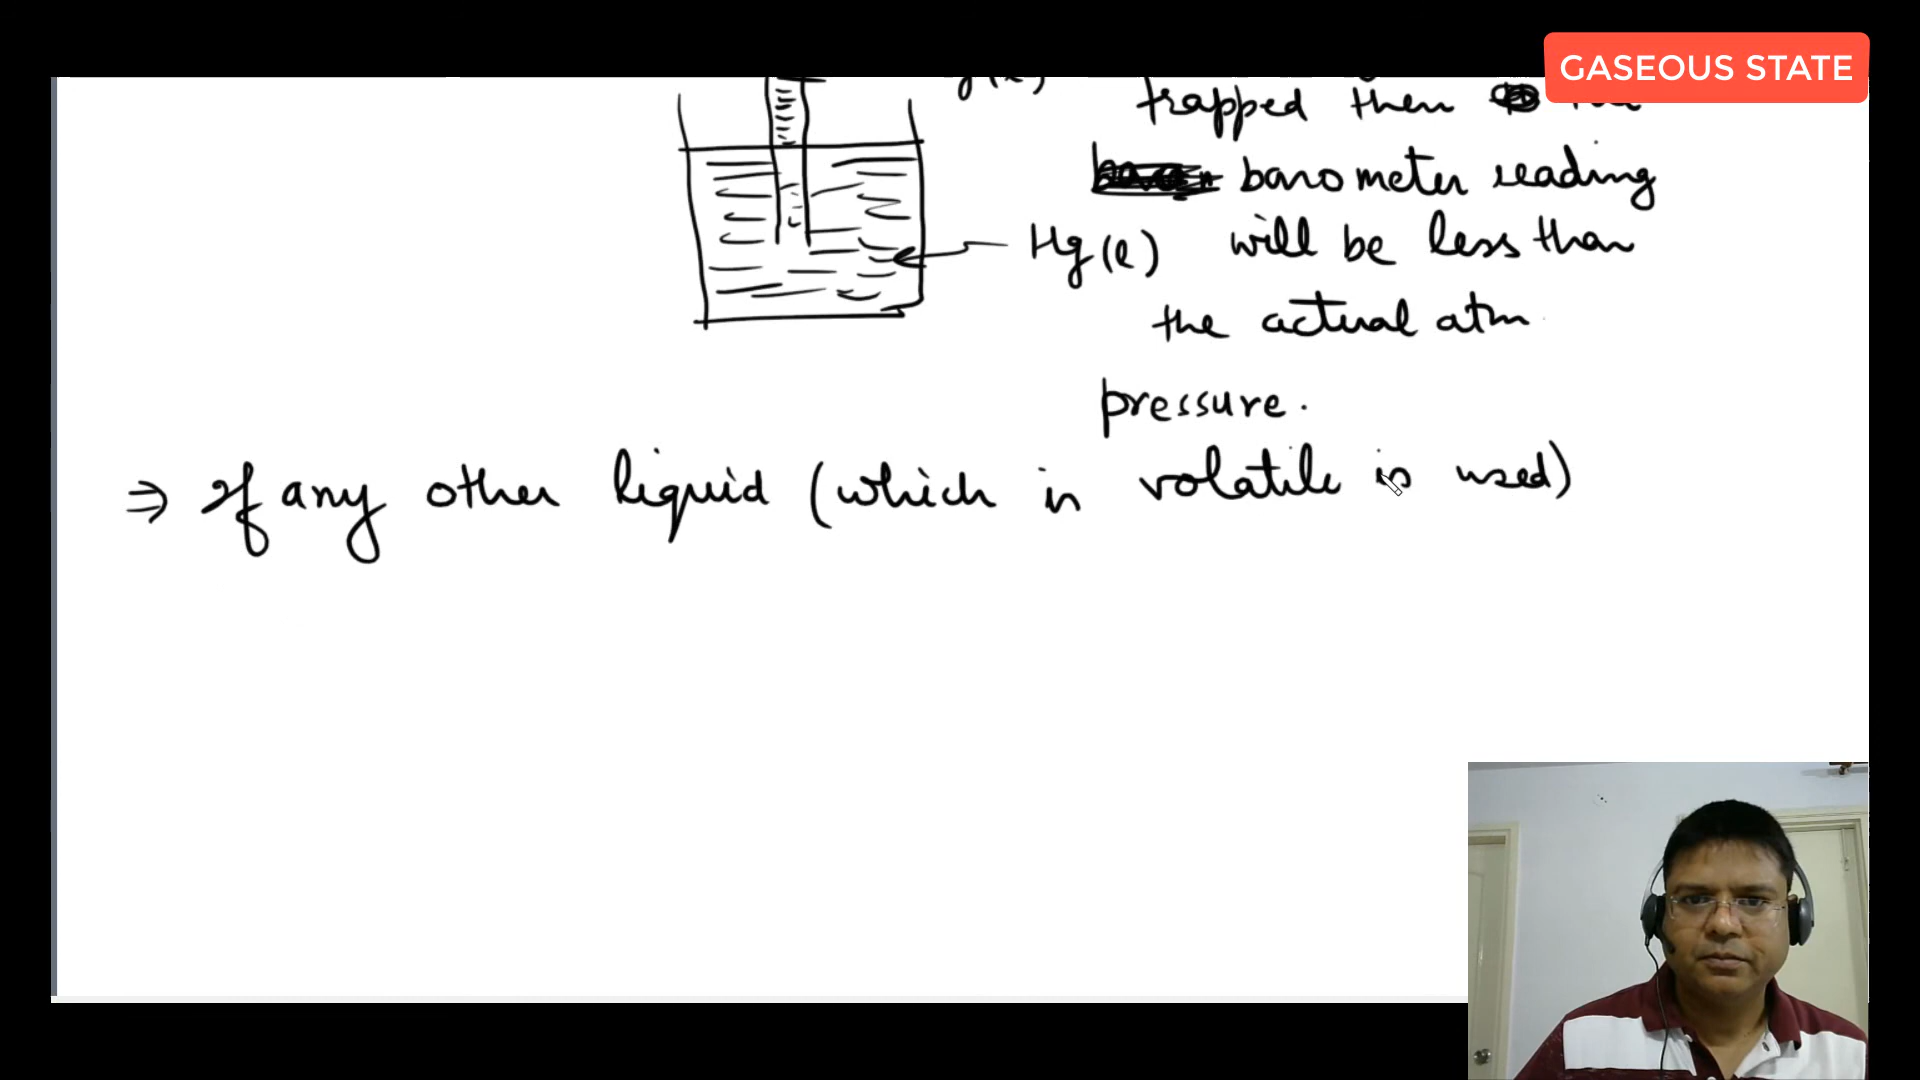 GASEOUS STATE
trapped then
barometer reading
Hg(l) will be less than
the actual atm
pressure.
⇒ If any other liquid (which is volatile is used)